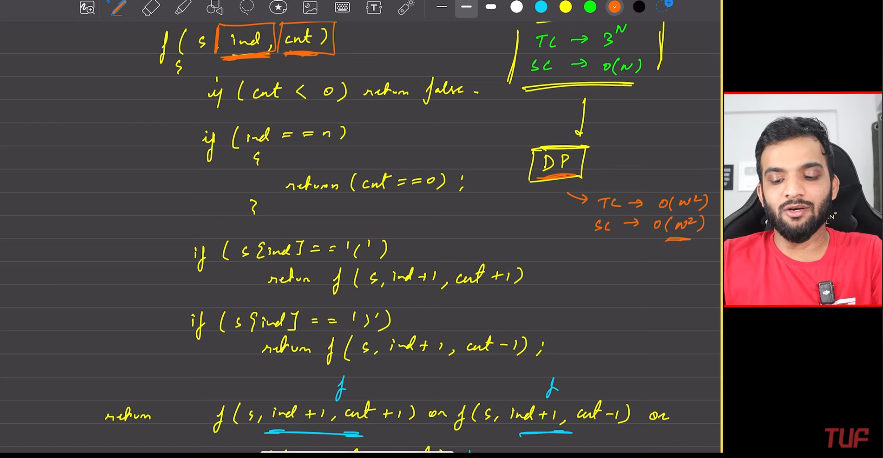 f( s, ind, cnt)
{
if (cnt < 0) return false.
if (ind == n)
{
return (cnt==0);
}
if ( s[ind] == '(' )
return f(s, ind+1, cnt+1)
if ( s[ind] == ')' )
return f(s, ind+1, cnt-1);
f f
return f(s, ind+1, cnt+1) or f(s, ind+1, cnt-1) or
TC → 3^N
SC → O(N)
DP
TC → O(N²)
SC → O(N²)
TUF